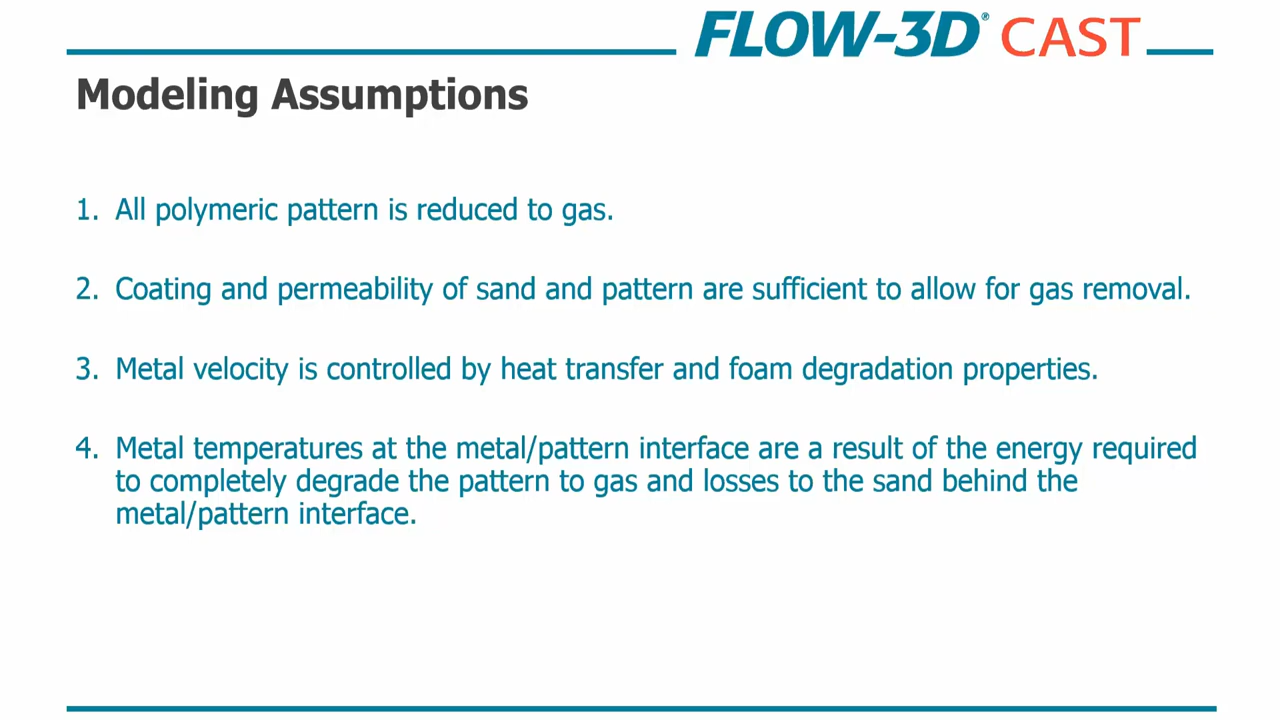 FLOW-3D® CAST
Modeling Assumptions
1. All polymeric pattern is reduced to gas.
2. Coating and permeability of sand and pattern are sufficient to allow for gas removal.
3. Metal velocity is controlled by heat transfer and foam degradation properties.
4. Metal temperatures at the metal/pattern interface are a result of the energy required
to completely degrade the pattern to gas and losses to the sand behind the
metal/pattern interface.